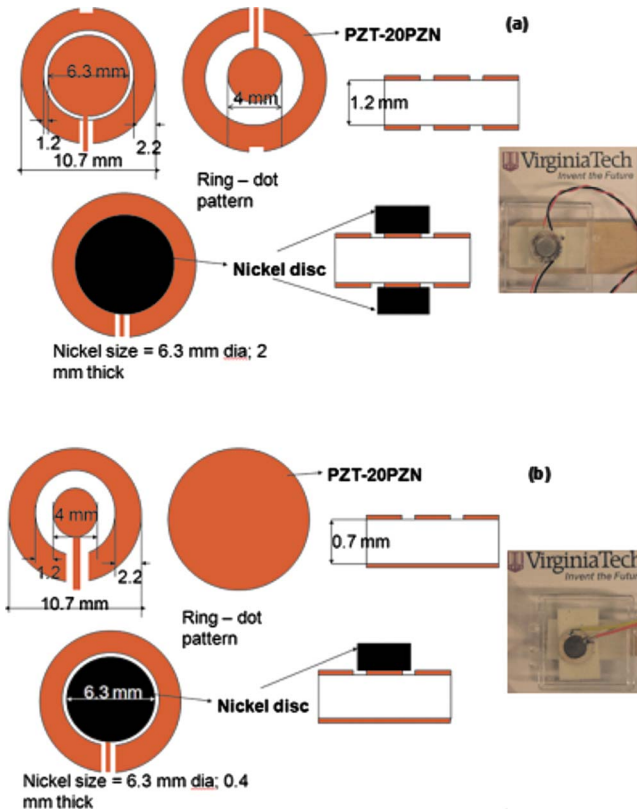 PZT-20PZN
(a)
6.3 mm
4 mm
1.2 mm
1.2
2.2
10.7 mm
Ring – dot
pattern
VirginiaTech
Invent the Future
Nickel disc
Nickel size = 6.3 mm dia; 2
mm thick
PZT-20PZN
(b)
4 mm
0.7 mm
1.2
2.2
10.7 mm
Ring – dot
pattern
VirginiaTech
Invent the Future
6.3 mm
Nickel disc
Nickel size = 6.3 mm dia; 0.4
mm thick